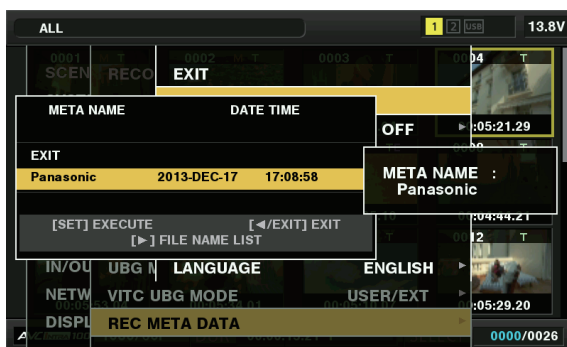 ALL 1 2 USB 13.8V
0001 T 0002 T 0003 T 0004 T
SCEN RECO EXIT
META NAME DATE TIME
OFF :05:21.29
EXIT
Panasonic 2013-DEC-17 17:08:58
META NAME :
Panasonic
[SET] EXECUTE [◄/EXIT] EXIT
:04:44.21
[►] FILE NAME LIST
12 T
IN/OU UBG M LANGUAGE ENGLISH
NETW VITC UBG MODE USER/EXT
:05:29.20
DISPL REC META DATA
0000/0026